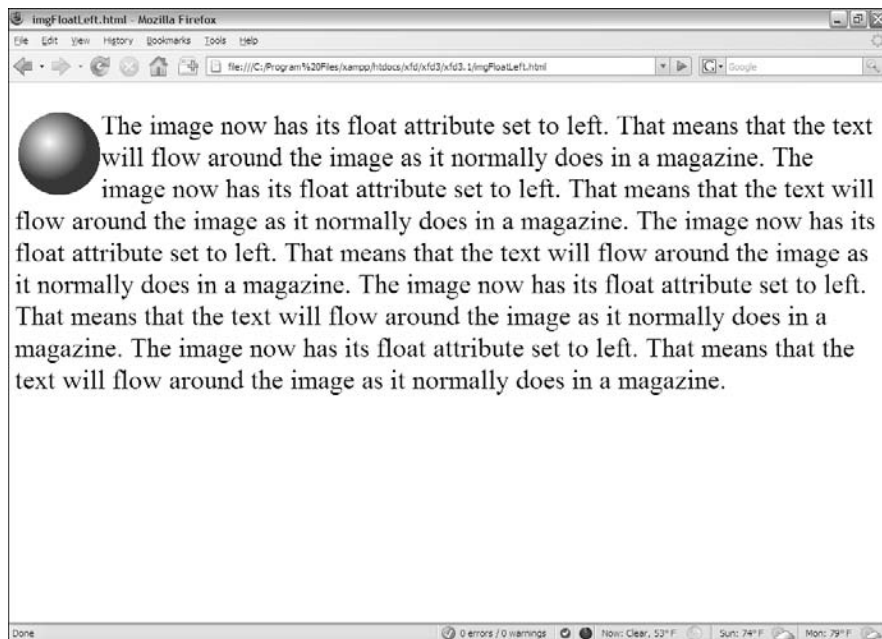 imgFloatLeft.html - Mozilla Firefox
File Edit View History Bookmarks Tools Help
file:///C:/Program%20Files/xampp/htdocs/xfd/xfd3/xfd3.1/imgFloatLeft.html G Google
The image now has its float attribute set to left. That means that the text
will flow around the image as it normally does in a magazine. The
image now has its float attribute set to left. That means that the text will
flow around the image as it normally does in a magazine. The image now has its
float attribute set to left. That means that the text will flow around the image as
it normally does in a magazine. The image now has its float attribute set to left.
That means that the text will flow around the image as it normally does in a
magazine. The image now has its float attribute set to left. That means that the
text will flow around the image as it normally does in a magazine.
Done 0 errors / 0 warnings Now: Clear, 53° F Sun: 74° F Mon: 79° F